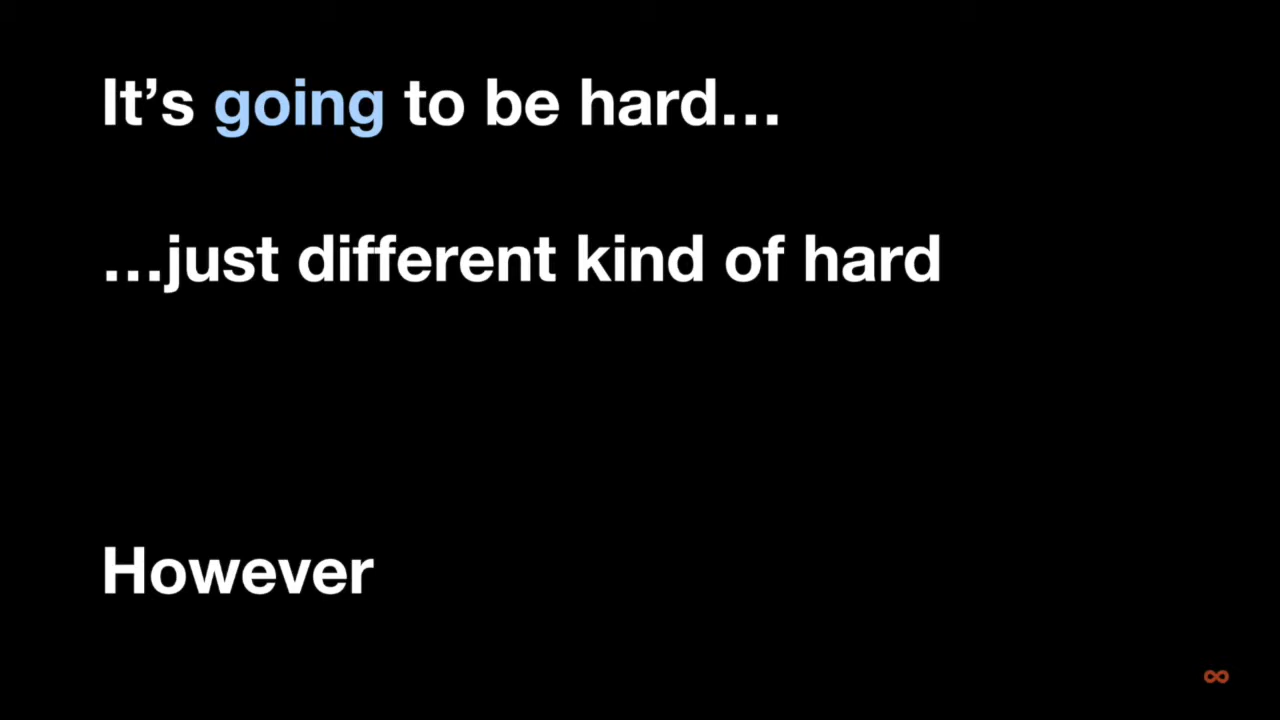 It’s going to be hard…
…just different kind of hard
However